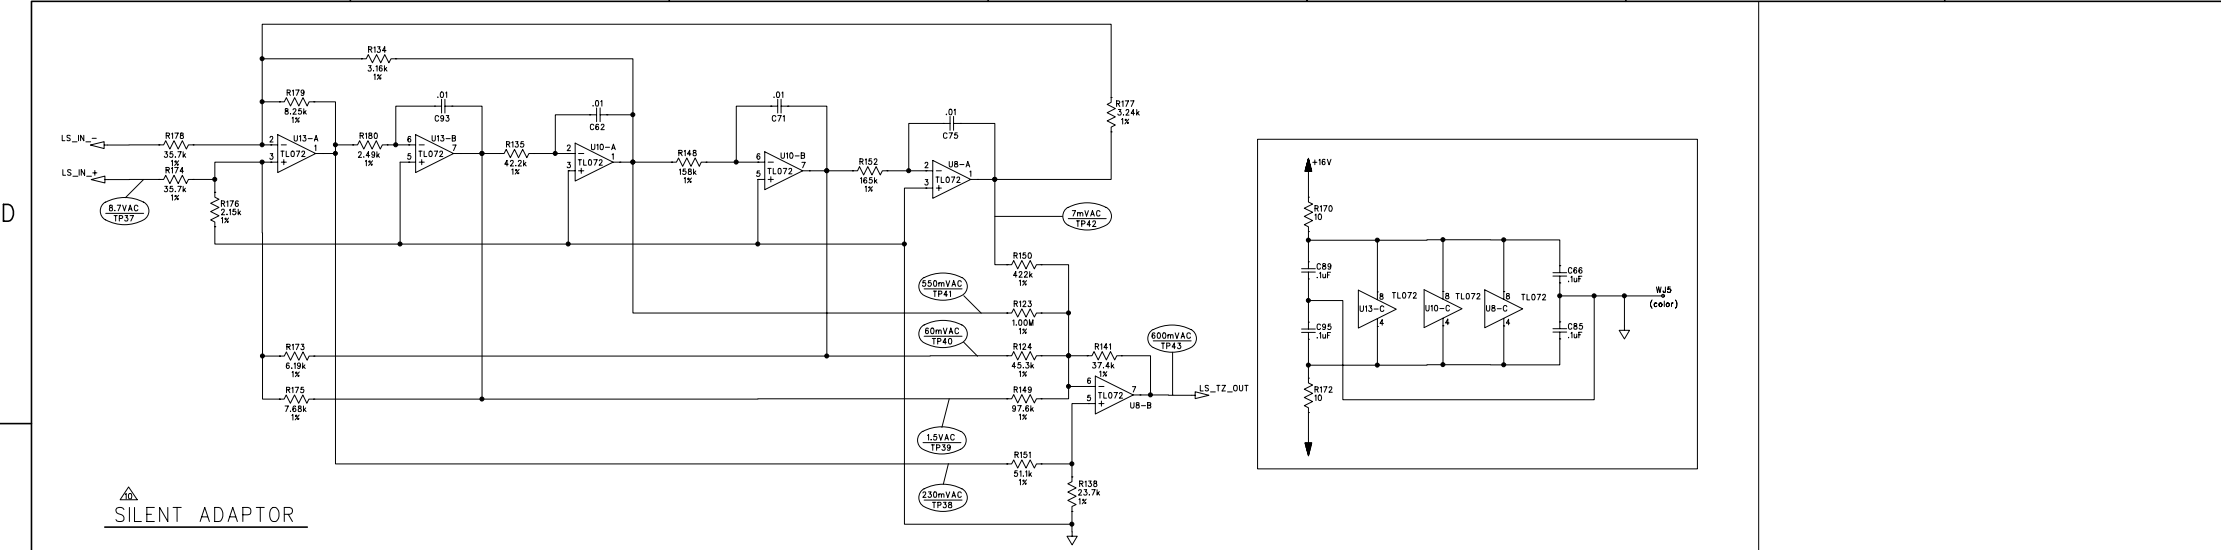 R134
3.16k
1%
R179
8.25k
1%
.01
C93
.01
C62
.01
C71
.01
C75
R177
3.24k
1%
LS_IN_-
R178
35.7k
1%
2
3
U13-A
TL072
1
R180
2.49k
1%
6
5
U13-B
TL072
7
R135
42.2k
1%
2
3
U10-A
TL072
1
R148
158k
1%
6
5
U10-B
TL072
7
R152
165k
1%
2
3
U8-A
TL072
1
LS_IN_+
R174
35.7k
1%
8.7VAC
TP37
R176
2.15k
1%
7mVAC
TP42
D
R150
422k
1%
550mVAC
TP41
R123
1.00M
1%
60mVAC
TP40
R173
6.19k
1%
R124
45.3k
1%
R141
37.4k
1%
600mVAC
TP43
R175
7.68k
1%
R149
97.6k
1%
6
5
TL072
7
U8-B
LS_TZ_OUT
1.5VAC
TP39
R151
51.1k
1%
230mVAC
TP38
R138
23.7k
1%
+16V
R170
10
C89
.1uF
C66
.1uF
8
U13-C
4
TL072
8
U10-C
4
TL072
8
U8-C
4
TL072
WJ5
(color)
C95
.1uF
C85
.1uF
R172
10
10
SILENT ADAPTOR